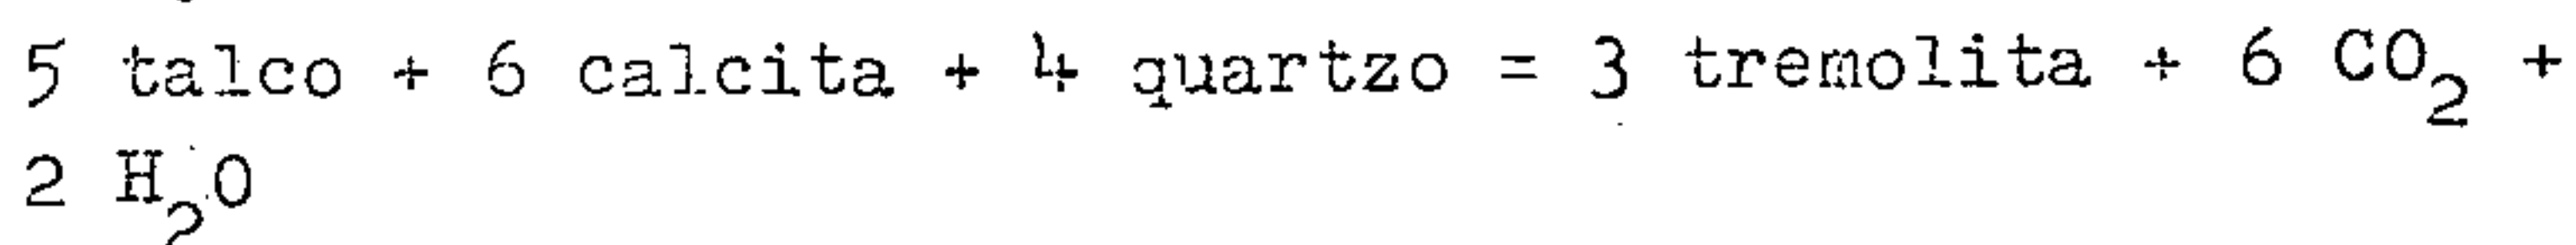 5 talco + 6 calcita + 4 quartzo = 3 tremolita + 6 CO₂ +
2 H₂O